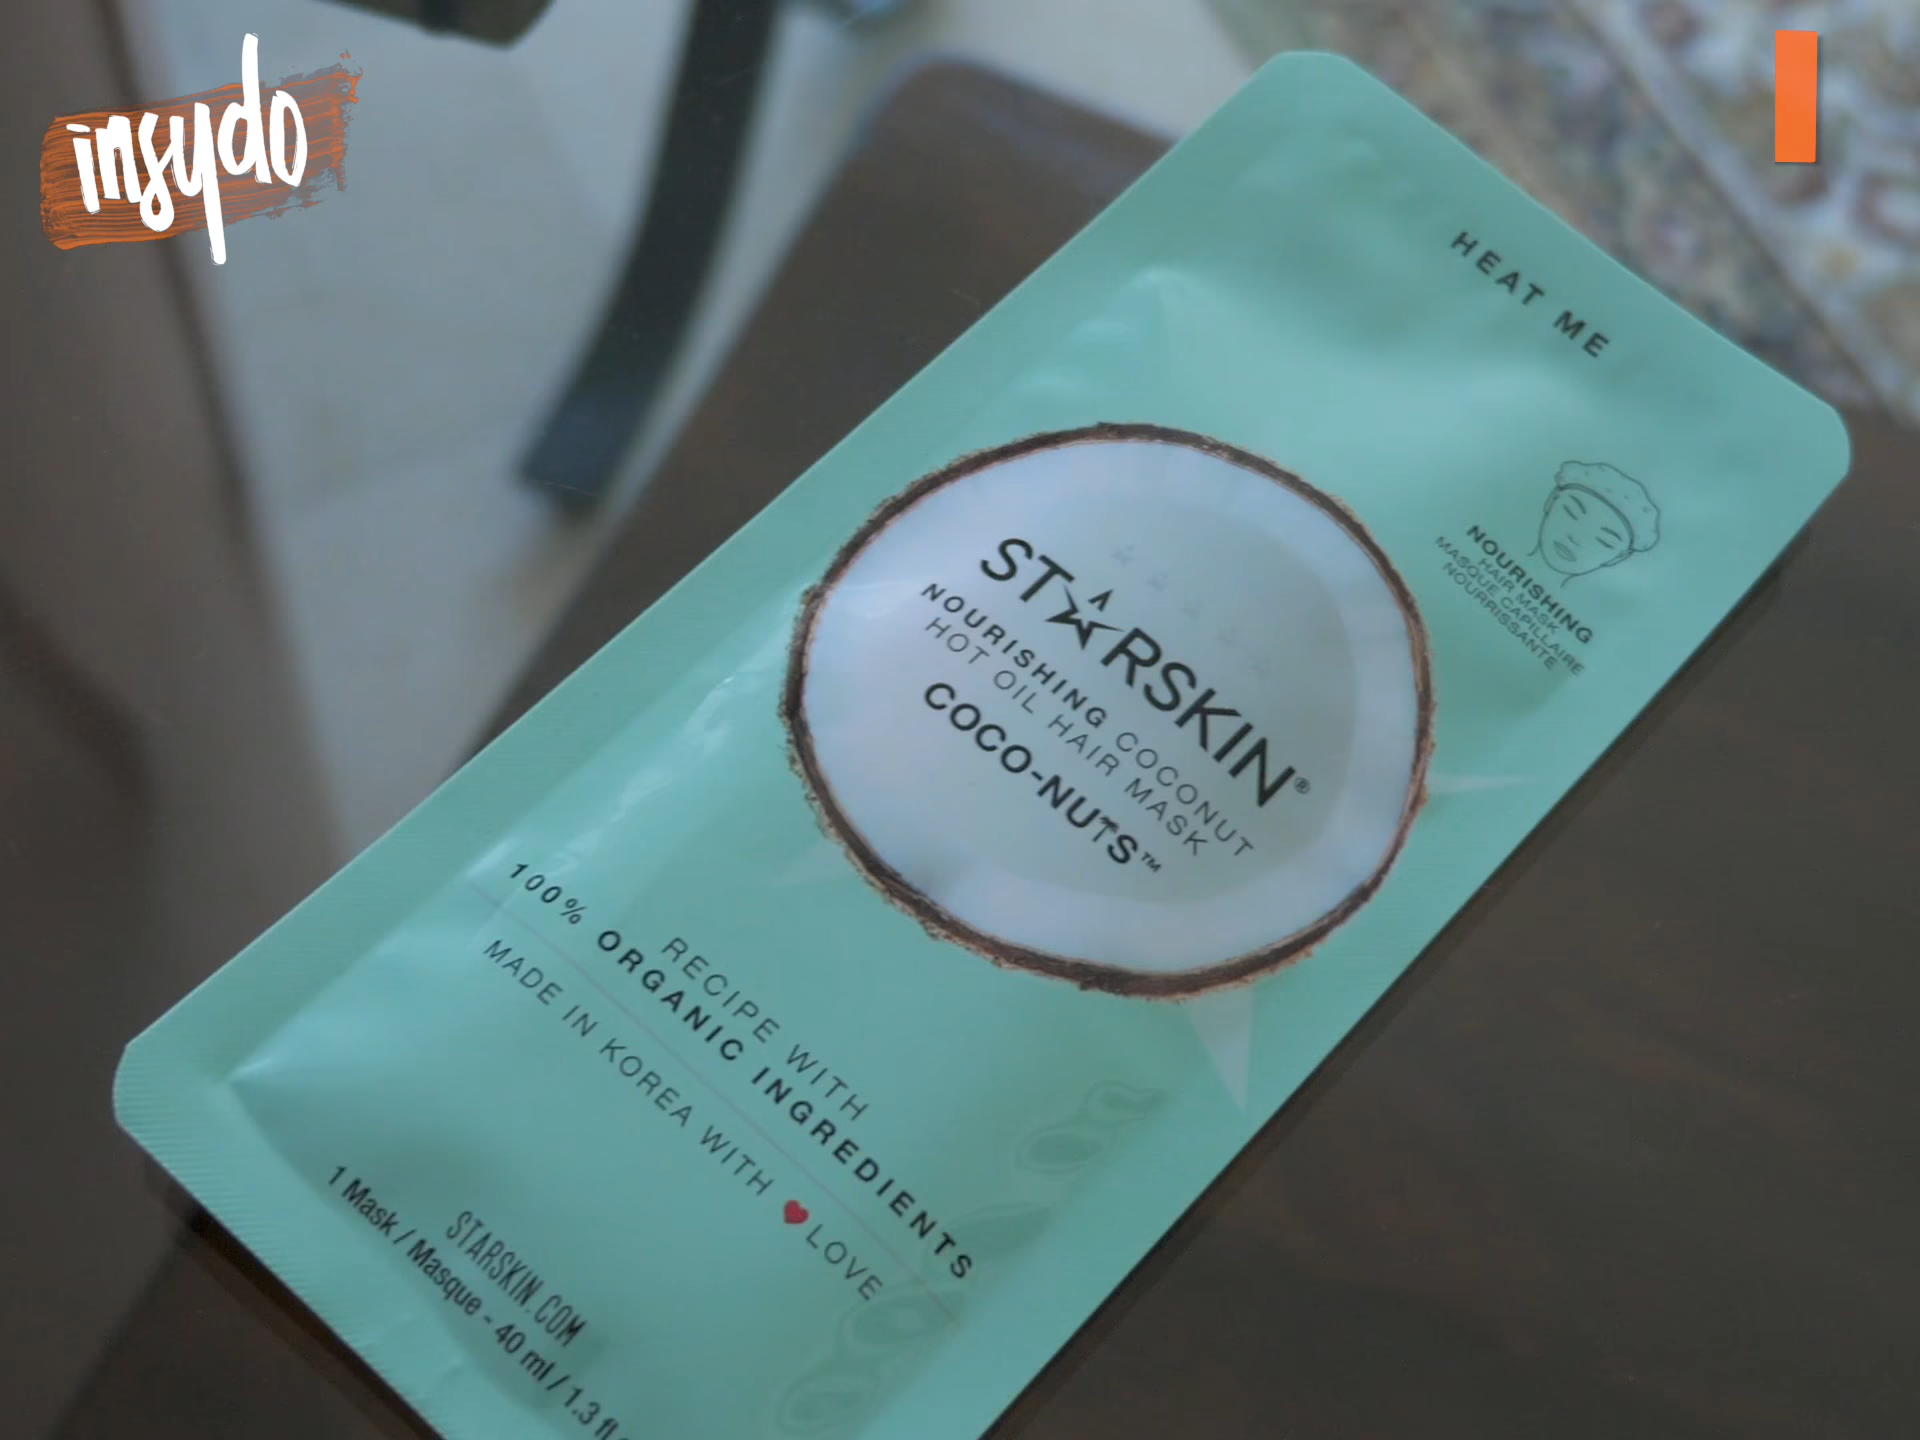 insydo
HEAT ME
NOURISHING
HAIR MASK
MASQUE CAPILLAIRE
NOURRISSANTE
STARSKIN®
NOURISHING COCONUT
HOT OIL HAIR MASK
COCO-NUTS™
RECIPE WITH
100% ORGANIC INGREDIENTS
MADE IN KOREA WITH ❤ LOVE
STARSKIN.COM
1 Mask / Masque - 40 ml / 1.3 fl